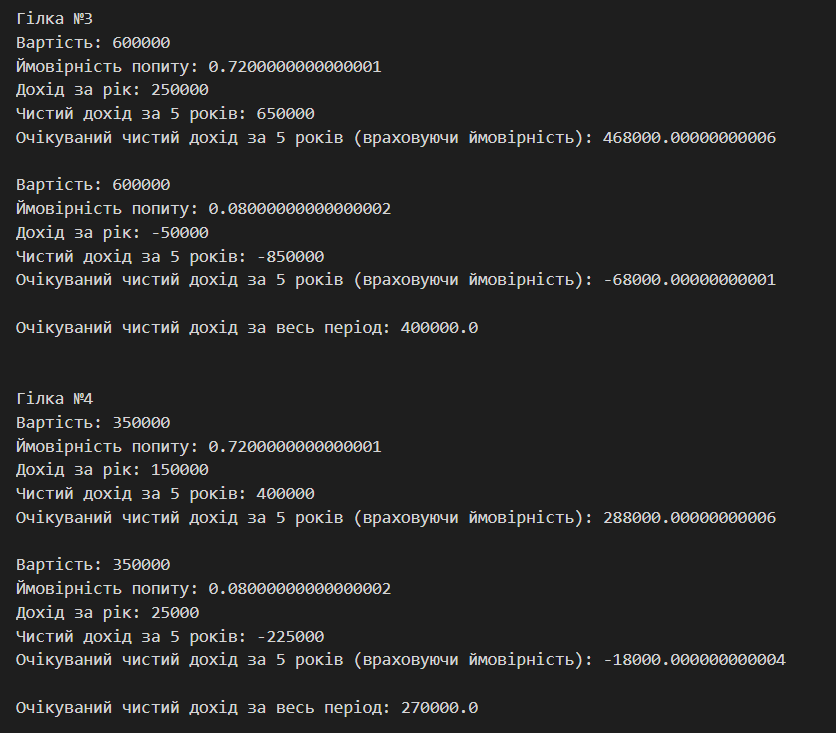 Гілка №3
Вартість: 600000
Ймовірність попиту: 0.7200000000000001
Дохід за рік: 250000
Чистий дохід за 5 років: 650000
Очікуваний чистий дохід за 5 років (враховуючи ймовірність): 468000.00000000006
Вартість: 600000
Ймовірність попиту: 0.08000000000000002
Дохід за рік: -50000
Чистий дохід за 5 років: -850000
Очікуваний чистий дохід за 5 років (враховуючи ймовірність): -68000.00000000001
Очікуваний чистий дохід за весь період: 400000.0
Гілка №4
Вартість: 350000
Ймовірність попиту: 0.7200000000000001
Дохід за рік: 150000
Чистий дохід за 5 років: 400000
Очікуваний чистий дохід за 5 років (враховуючи ймовірність): 288000.00000000006
Вартість: 350000
Ймовірність попиту: 0.08000000000000002
Дохід за рік: 25000
Чистий дохід за 5 років: -225000
Очікуваний чистий дохід за 5 років (враховуючи ймовірність): -18000.000000000004
Очікуваний чистий дохід за весь період: 270000.0